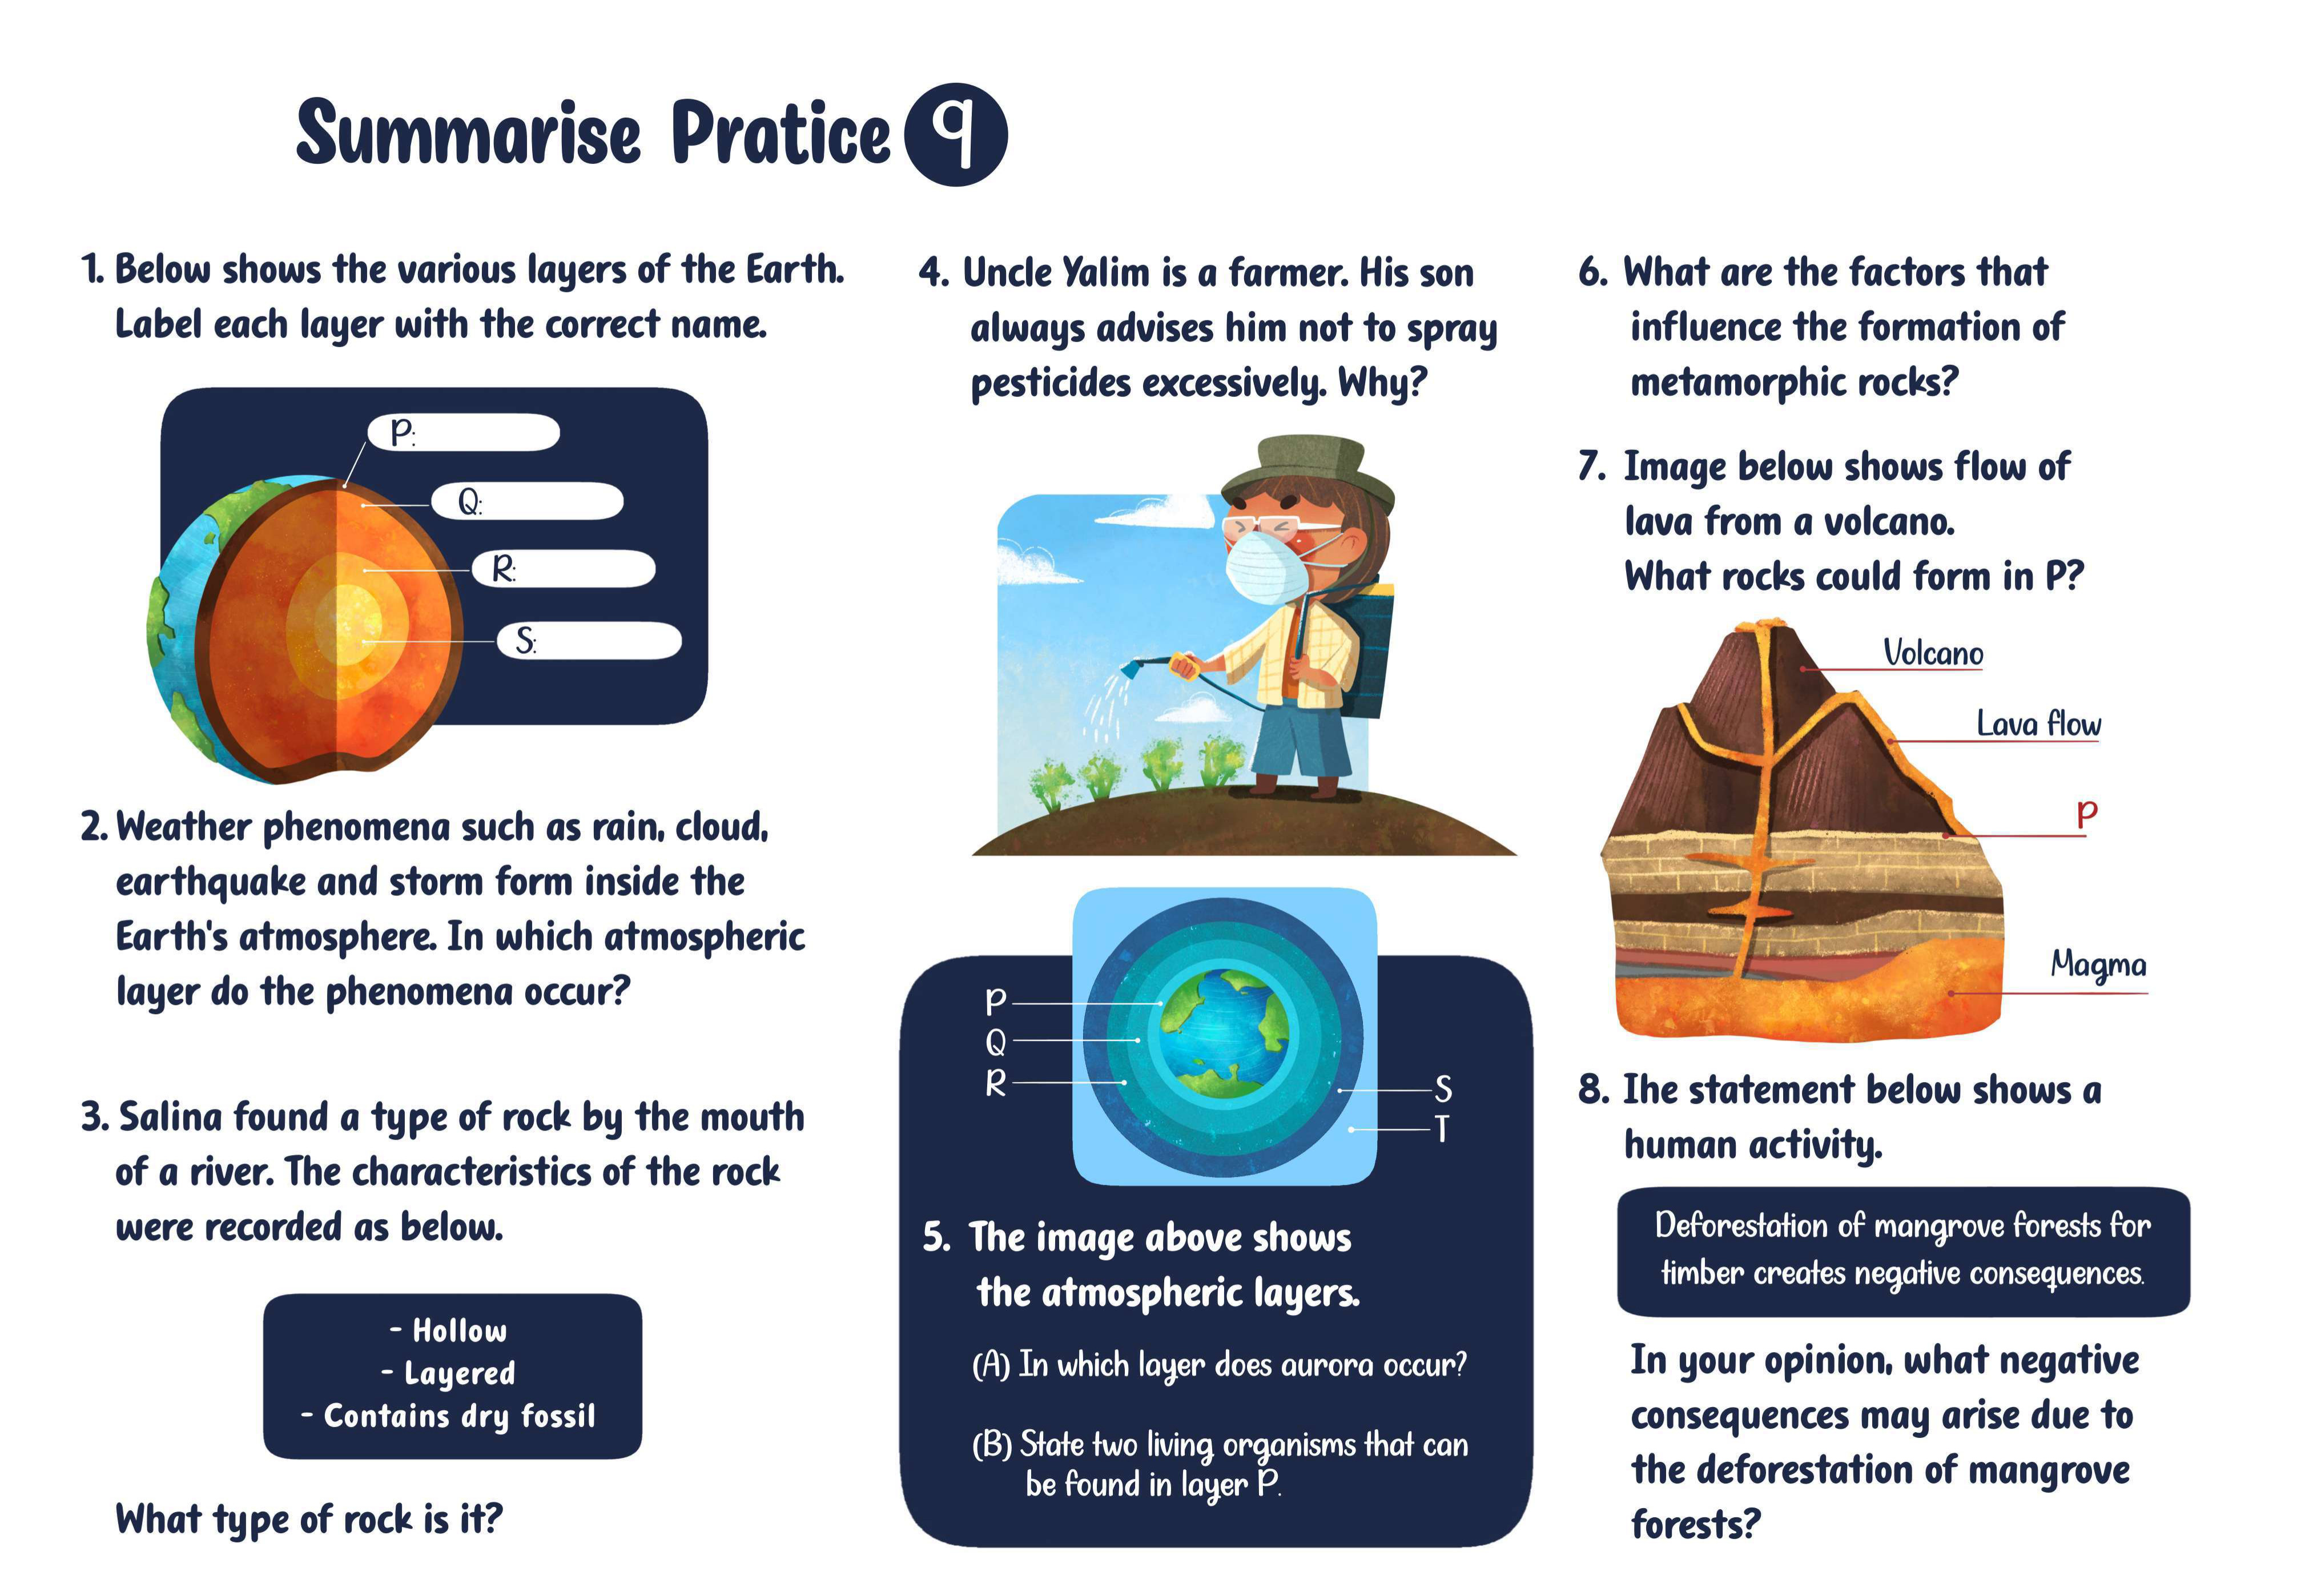 Summarise Pratice 9
1. Below shows the various layers of the Earth.
Label each layer with the correct name.
P:
Q:
R:
S:
2. Weather phenomena such as rain, cloud,
earthquake and storm form inside the
Earth's atmosphere. In which atmospheric
layer do the phenomena occur?
3. Salina found a type of rock by the mouth
of a river. The characteristics of the rock
were recorded as below.
- Hollow
- Layered
- Contains dry fossil
What type of rock is it?
4. Uncle Yalim is a farmer. His son
always advises him not to spray
pesticides excessively. Why?
P
Q
R
S
T
5. The image above shows
the atmospheric layers.
(A) In which layer does aurora occur?
(B) State two living organisms that can
be found in layer P.
6. What are the factors that
influence the formation of
metamorphic rocks?
7. Image below shows flow of
lava from a volcano.
What rocks could form in P?
Volcano
Lava flow
P
Magma
8. Ihe statement below shows a
human activity.
Deforestation of mangrove forests for
timber creates negative consequences.
In your opinion, what negative
consequences may arise due to
the deforestation of mangrove
forests?